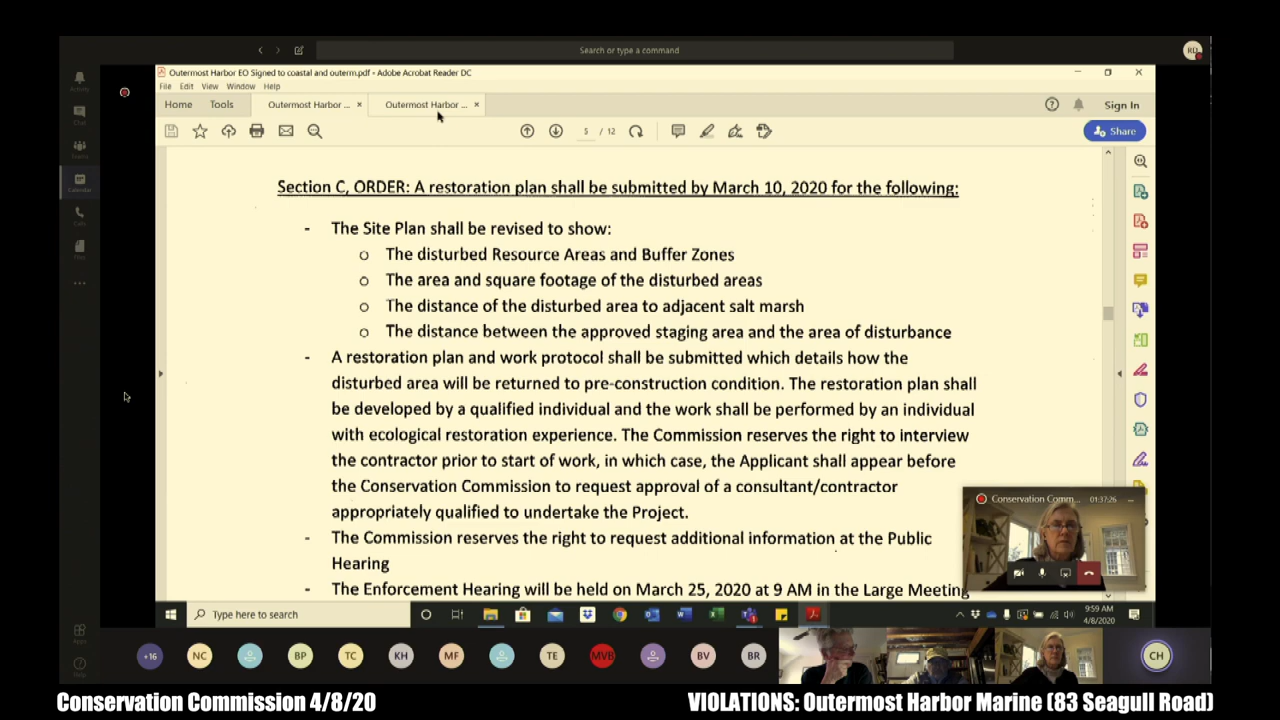 Search or type a command
RD
Outermost Harbor EO Signed to coastal and outerm.pdf - Adobe Acrobat Reader DC
File Edit View Window Help
Home Tools Outermost Harbor ... × Outermost Harbor ... × Sign In
5 / 12 Share
Activity
Chat
Teams
Calendar
Calls
Files
Section C, ORDER: A restoration plan shall be submitted by March 10, 2020 for the following:
- The Site Plan shall be revised to show:
o The disturbed Resource Areas and Buffer Zones
o The area and square footage of the disturbed areas
o The distance of the disturbed area to adjacent salt marsh
o The distance between the approved staging area and the area of disturbance
- A restoration plan and work protocol shall be submitted which details how the
disturbed area will be returned to pre-construction condition. The restoration plan shall
be developed by a qualified individual and the work shall be performed by an individual
with ecological restoration experience. The Commission reserves the right to interview
the contractor prior to start of work, in which case, the Applicant shall appear before
the Conservation Commission to request approval of a consultant/contractor
appropriately qualified to undertake the Project.
- The Commission reserves the right to request additional information at the Public
Hearing
- The Enforcement Hearing will be held on March 25, 2020 at 9 AM in the Large Meeting
Conservation Comm... 01:37:26 ...
Type here to search
9:59 AM
4/8/2020
Apps
Help
+16 NC BP TC KH MF TE MVB BV BR CH
Conservation Commission 4/8/20
VIOLATIONS: Outermost Harbor Marine (83 Seagull Road)